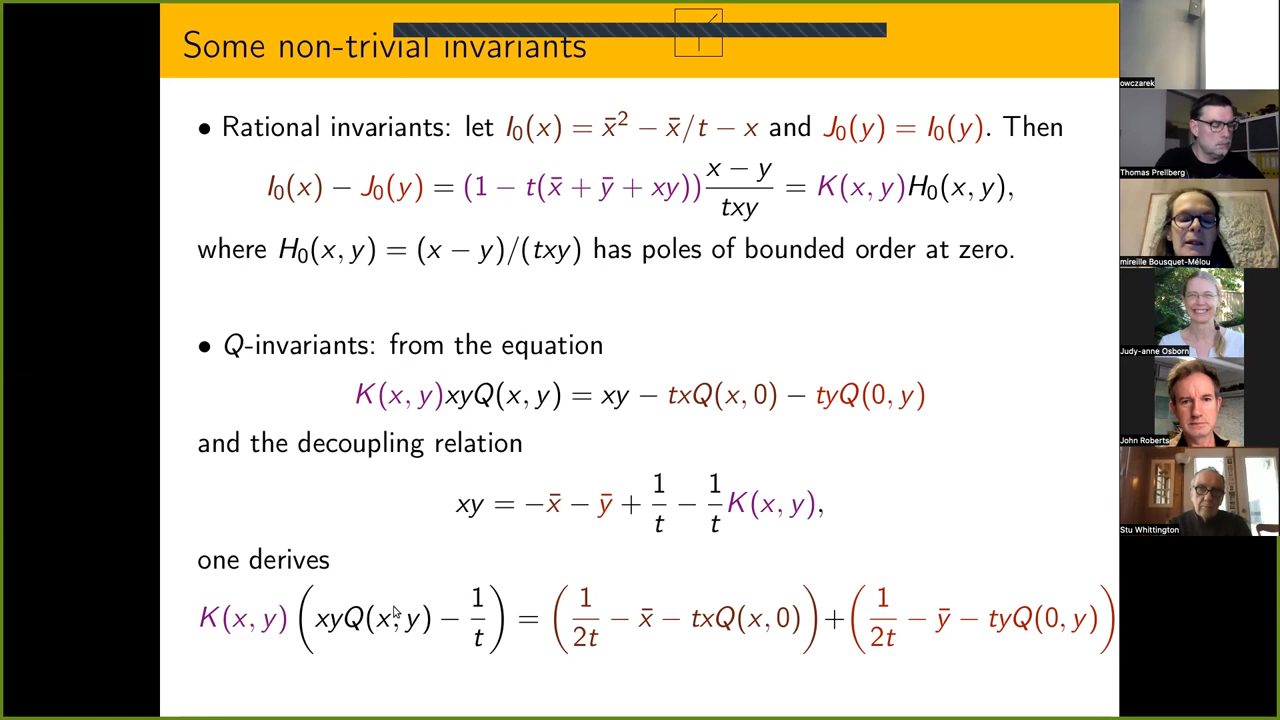 Some non-trivial invariants
• Rational invariants: let I₀(x) = x̄² − x̄/t − x and J₀(y) = I₀(y). Then
I₀(x) − J₀(y) = (1 − t(x̄ + ȳ + xy)) (x − y)/(txy) = K(x, y)H₀(x, y),
where H₀(x, y) = (x − y)/(txy) has poles of bounded order at zero.
• Q-invariants: from the equation
K(x, y)xyQ(x, y) = xy − txQ(x, 0) − tyQ(0, y)
and the decoupling relation
xy = −x̄ − ȳ + 1/t − 1/t K(x, y),
one derives
K(x, y) (xyQ(x, y) − 1/t) = (1/2t − x̄ − txQ(x, 0)) + (1/2t − ȳ − tyQ(0, y))
owczarek
Thomas Prellberg
mireille Bousquet-Mélou
Judy-anne Osborn
John Roberts
Stu Whittington